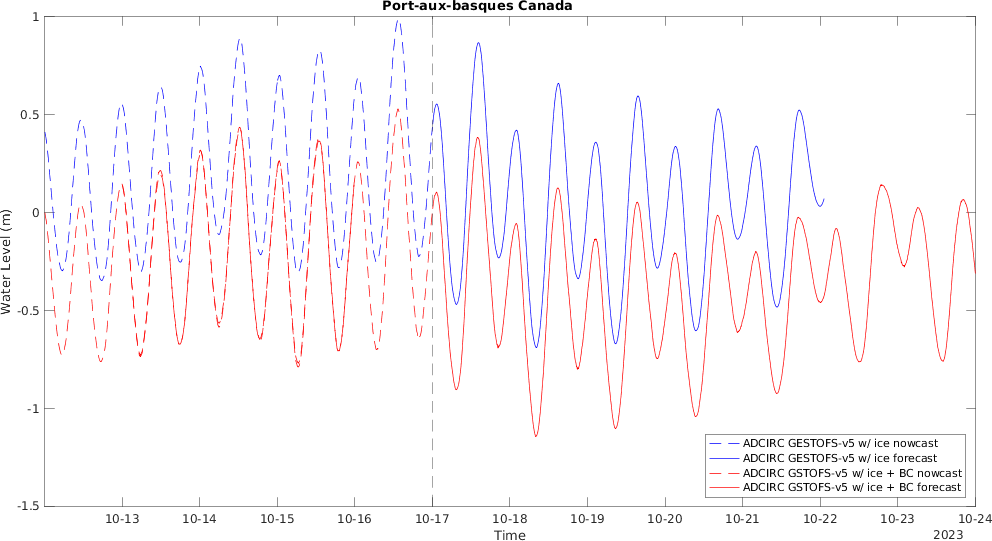 Port-aux-basques Canada
1
0.5
0
-0.5
-1
-1.5
Water Level (m)
ADCIRC GESTOFS-v5 w/ ice nowcast
ADCIRC GESTOFS-v5 w/ ice forecast
ADCIRC GSTOFS-v5 w/ ice + BC nowcast
ADCIRC GSTOFS-v5 w/ ice + BC forecast
10-13 10-14 10-15 10-16 10-17 10-18 10-19 10-20 10-21 10-22 10-23 10-24
Time
2023